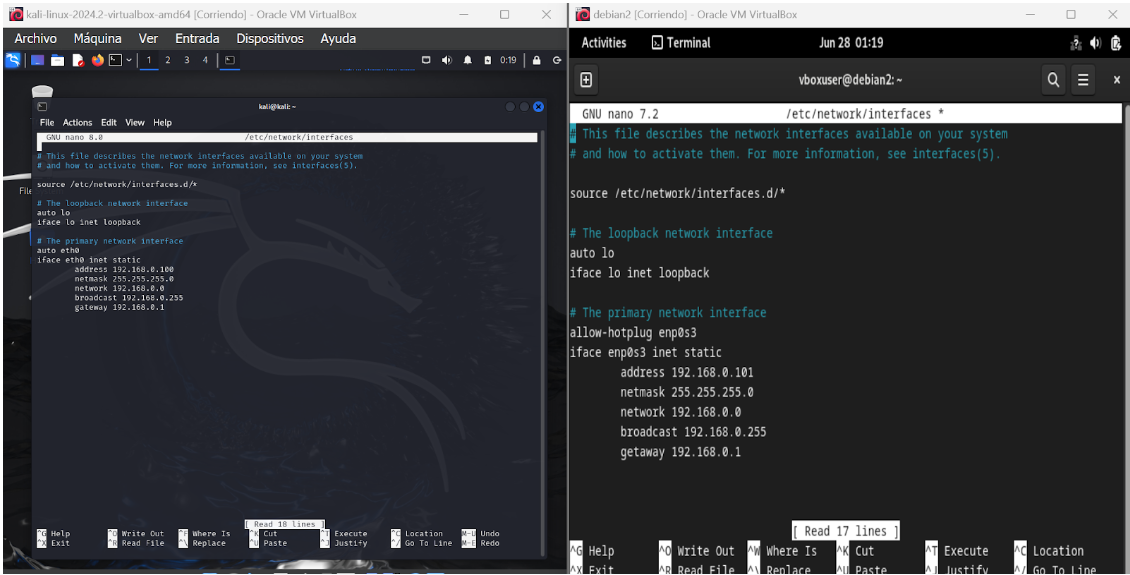 kali-linux-2024.2-virtualbox-amd64 [Corriendo] - Oracle VM VirtualBox
Archivo Máquina Ver Entrada Dispositivos Ayuda
1 2 3 4 0:19
kali@kali: ~
File Actions Edit View Help
GNU nano 8.0 /etc/network/interfaces
# This file describes the network interfaces available on your system
# and how to activate them. For more information, see interfaces(5).
source /etc/network/interfaces.d/*
# The loopback network interface
auto lo
iface lo inet loopback
# The primary network interface
auto eth0
iface eth0 inet static
address 192.168.0.100
netmask 255.255.255.0
network 192.168.0.0
broadcast 192.168.0.255
gateway 192.168.0.1
[ Read 18 lines ]
^G Help ^O Write Out ^F Where Is ^K Cut ^T Execute ^C Location M-U Undo
^X Exit ^R Read File ^\ Replace ^U Paste ^J Justify ^/ Go To Line M-E Redo
debian2 [Corriendo] - Oracle VM VirtualBox
Activities Terminal Jun 28 01:19
vboxuser@debian2: ~
GNU nano 7.2 /etc/network/interfaces *
# This file describes the network interfaces available on your system
# and how to activate them. For more information, see interfaces(5).
source /etc/network/interfaces.d/*
# The loopback network interface
auto lo
iface lo inet loopback
# The primary network interface
allow-hotplug enp0s3
iface enp0s3 inet static
address 192.168.0.101
netmask 255.255.255.0
network 192.168.0.0
broadcast 192.168.0.255
getaway 192.168.0.1
[ Read 17 lines ]
^G Help ^O Write Out ^W Where Is ^K Cut ^T Execute ^C Location
^X Exit ^R Read File ^\ Replace ^U Paste ^J Justify ^/ Go To Line